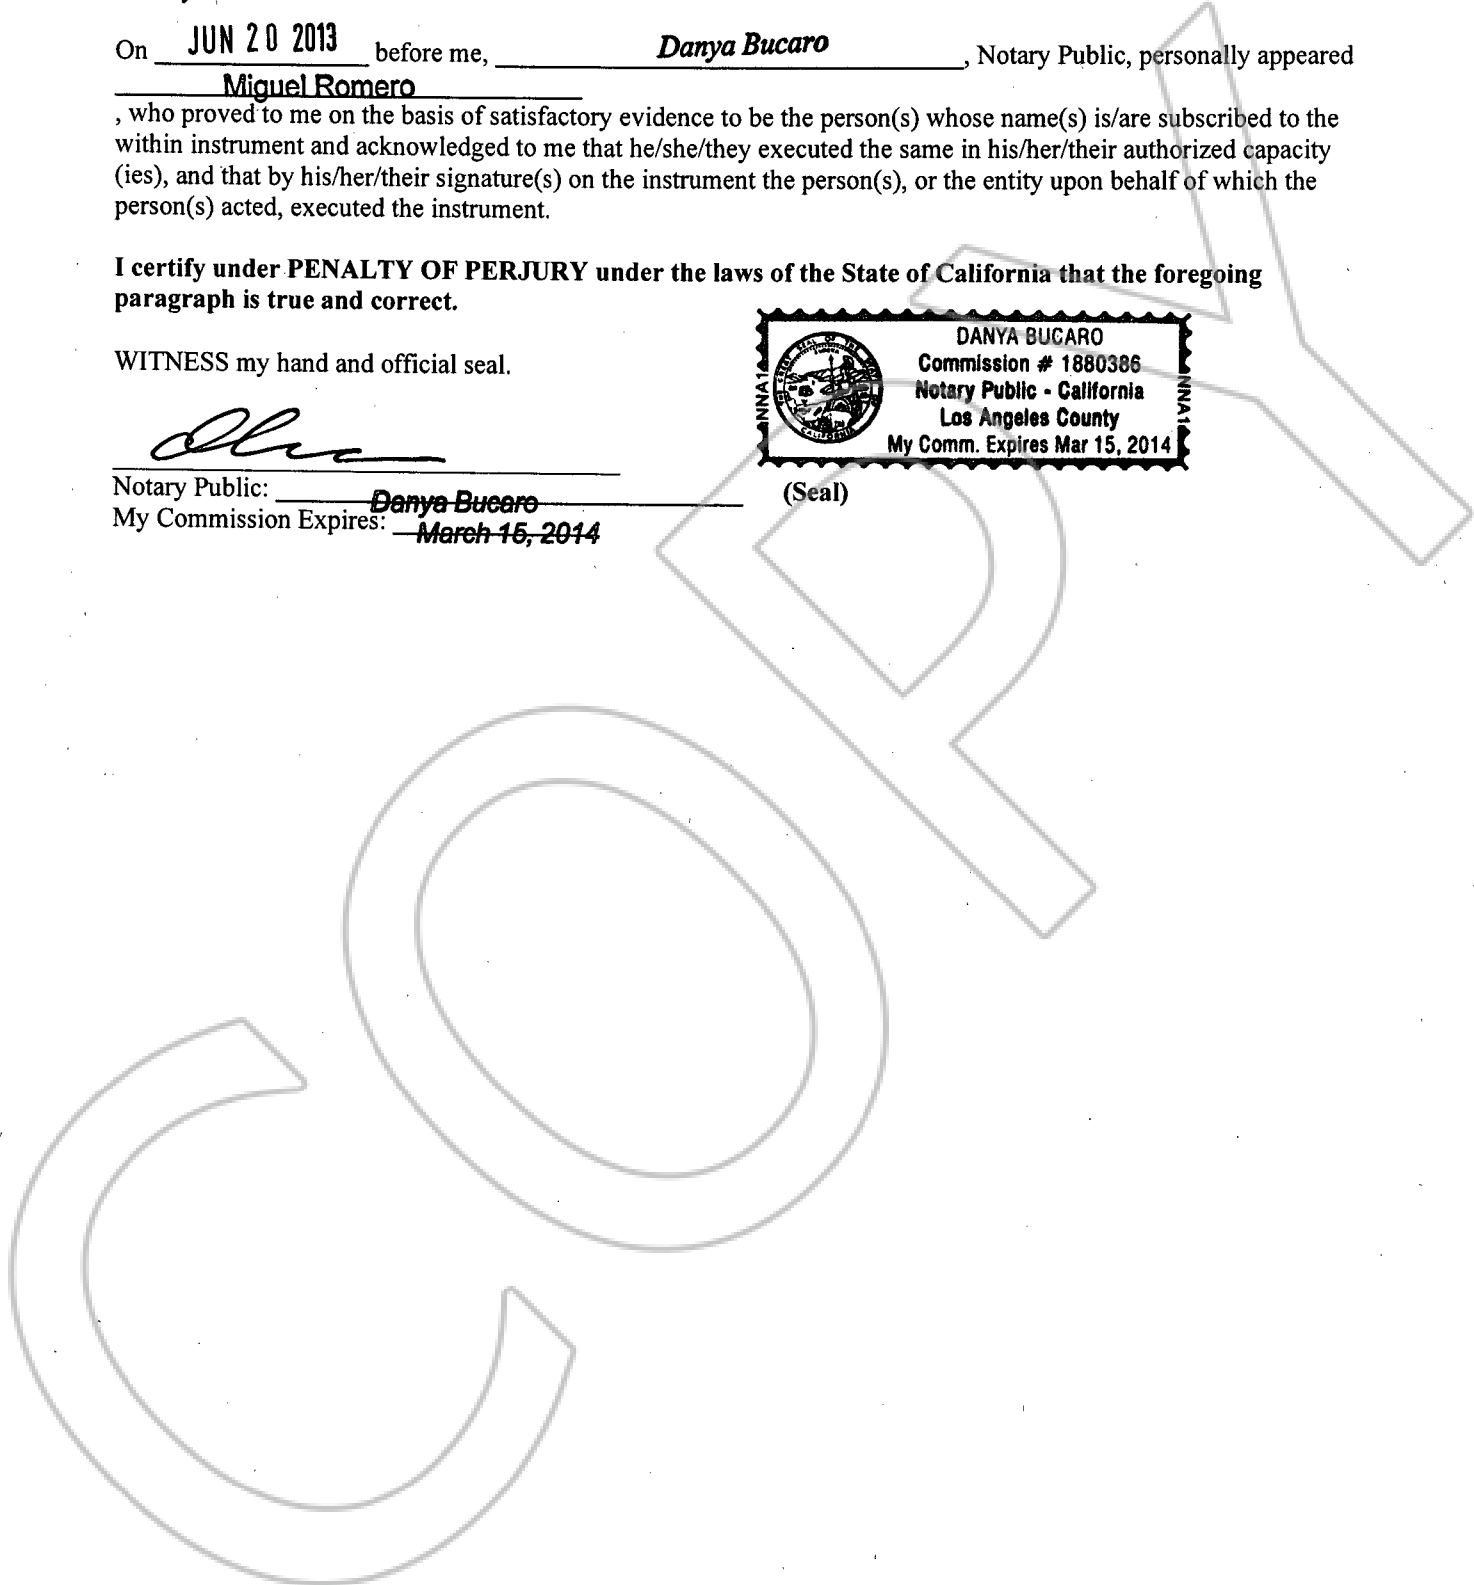 On JUN 20 2013 before me, Danya Bucaro, Notary Public, personally appeared
Miguel Romero
, who proved to me on the basis of satisfactory evidence to be the person(s) whose name(s) is/are subscribed to the
within instrument and acknowledged to me that he/she/they executed the same in his/her/their authorized capacity
(ies), and that by his/her/their signature(s) on the instrument the person(s), or the entity upon behalf of which the
person(s) acted, executed the instrument.
I certify under PENALTY OF PERJURY under the laws of the State of California that the foregoing
paragraph is true and correct.
WITNESS my hand and official seal.
DANYA BUCARO
Commission # 1880386
Notary Public - California
Los Angeles County
My Comm. Expires Mar 15, 2014
NNA1
NNA1
Notary Public: Danya Bucaro
(Seal)
My Commission Expires: March 15, 2014
COPY